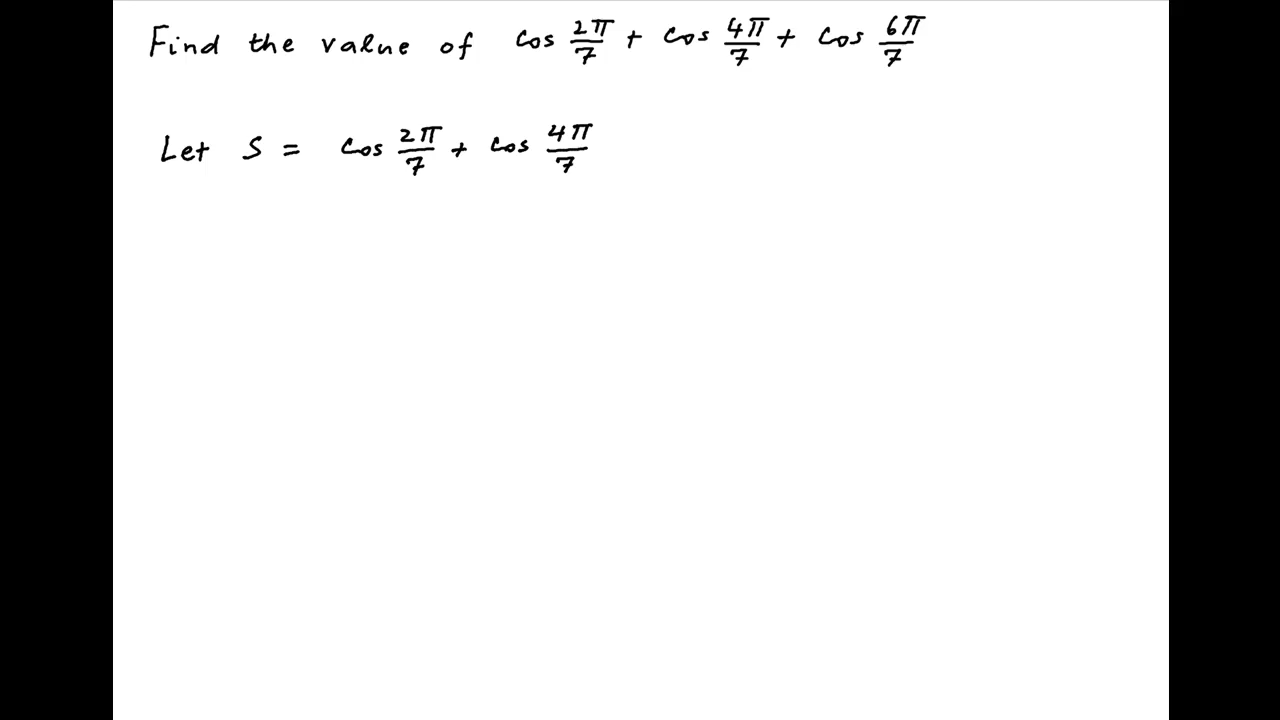 Find the value of cos 2π/7 + cos 4π/7 + cos 6π/7
Let S = cos 2π/7 + cos 4π/7